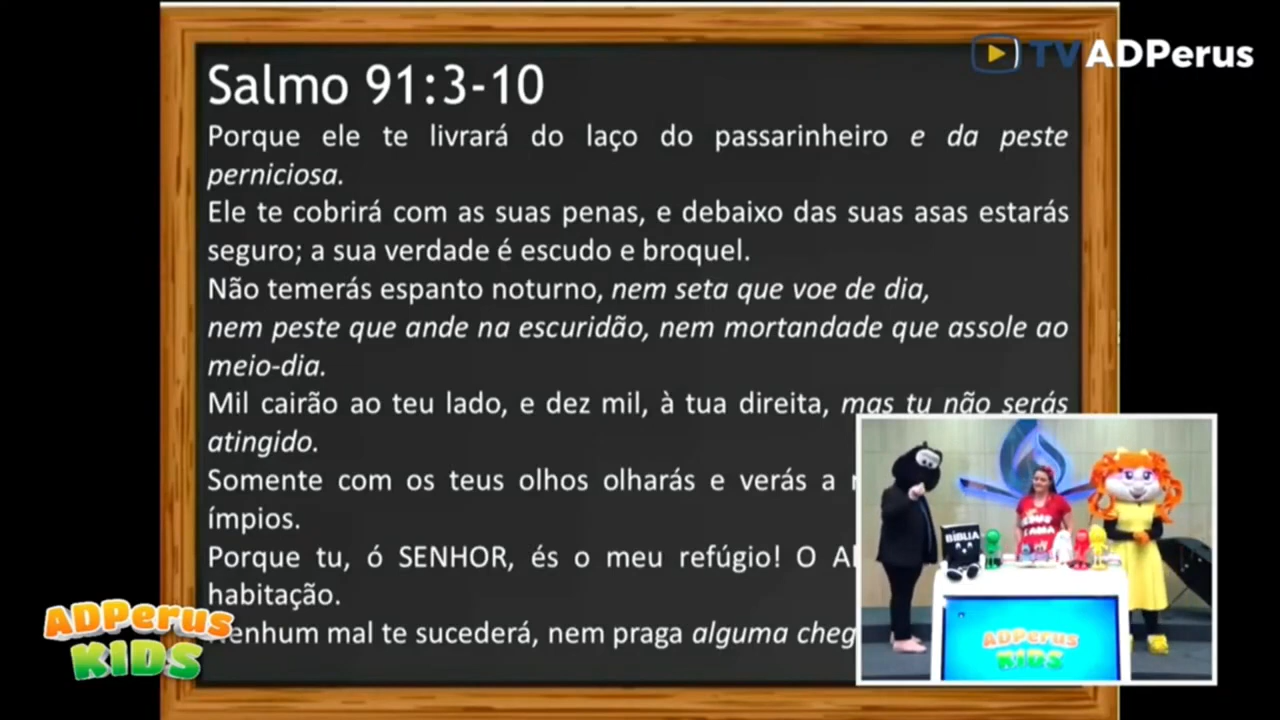 TV ADPerus
Salmo 91:3-10
Porque ele te livrará do laço do passarinheiro e da peste
perniciosa.
Ele te cobrirá com as suas penas, e debaixo das suas asas estarás
seguro; a sua verdade é escudo e broquel.
Não temerás espanto noturno, nem seta que voe de dia,
nem peste que ande na escuridão, nem mortandade que assole ao
meio-dia.
Mil cairão ao teu lado, e dez mil, à tua direita, mas tu não serás
atingido.
Somente com os teus olhos olharás e verás a
ímpios.
Porque tu, ó SENHOR, és o meu refúgio! O
habitação.
mal te sucederá, nem praga alguma
ADPerus
KIDS
BÍBLIA
ADPerus
KIDS